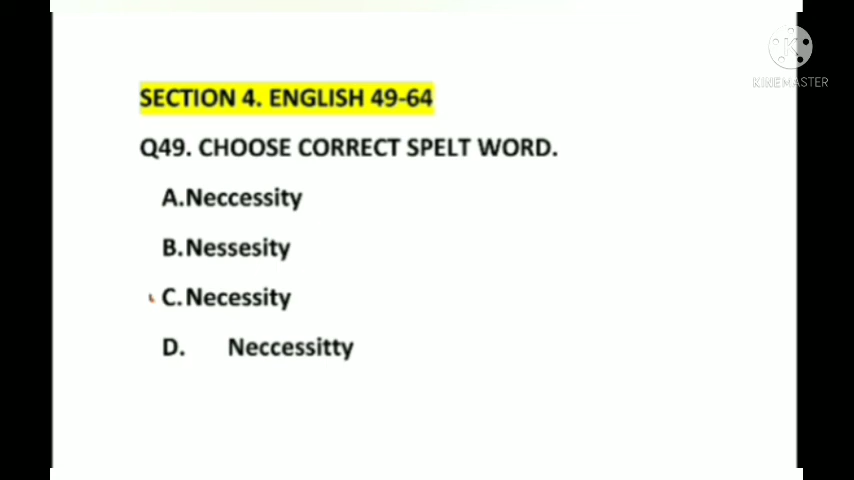 K
KINEMASTER
SECTION 4. ENGLISH 49-64
Q49. CHOOSE CORRECT SPELT WORD.
A.Neccessity
B.Nessesity
C.Necessity
D. Neccessitty